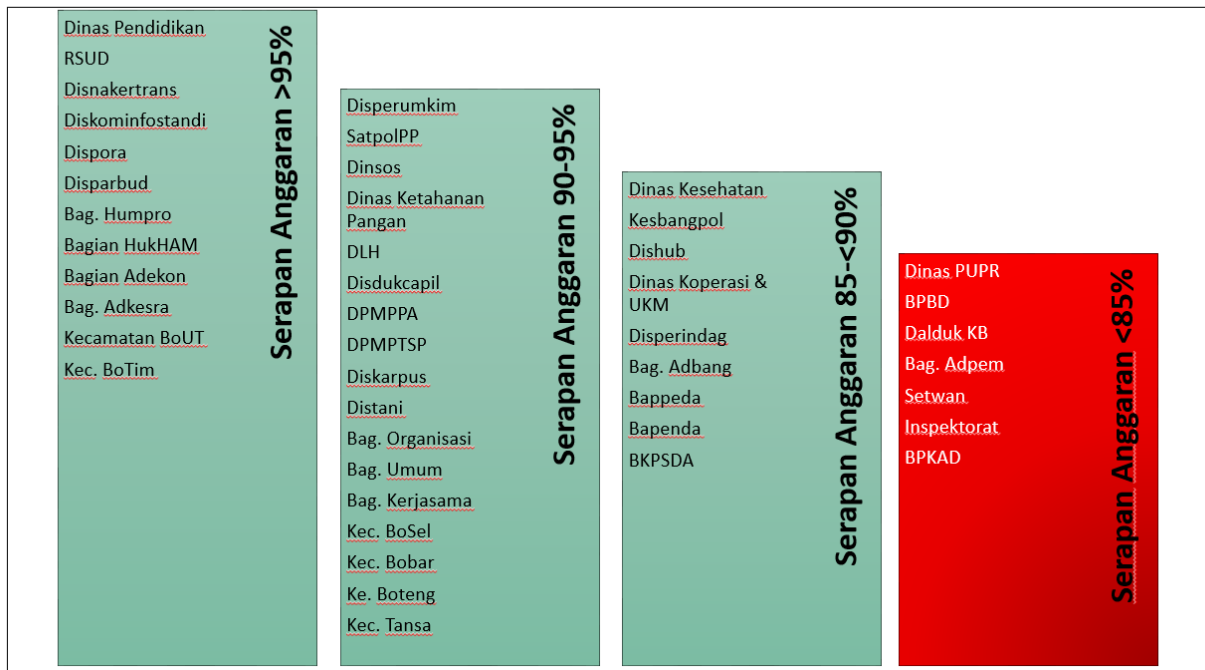 Dinas Pendidikan
RSUD
Disnakertrans
Diskominfostandi
Dispora
Disparbud
Bag. Humpro
Bagian HukHAM
Bagian Adekon
Bag. Adkesra
Kecamatan BoUT
Kec. BoTim
Serapan Anggaran >95%
Disperumkim
SatpolPP
Dinsos
Dinas Ketahanan
Pangan
DLH
Disdukcapil
DPMPPA
DPMPTSP
Diskarpus
Distani
Bag. Organisasi
Bag. Umum
Bag. Kerjasama
Kec. BoSel
Kec. Bobar
Ke. Boteng
Kec. Tansa
Serapan Anggaran 90-95%
Dinas Kesehatan
Kesbangpol
Dishub
Dinas Koperasi &
UKM
Disperindag
Bag. Adbang
Bappeda
Bapenda
BKPSDA
Serapan Anggaran 85-<90%
Dinas PUPR
BPBD
Dalduk KB
Bag. Adpem
Setwan
Inspektorat
BPKAD
Serapan Anggaran <85%